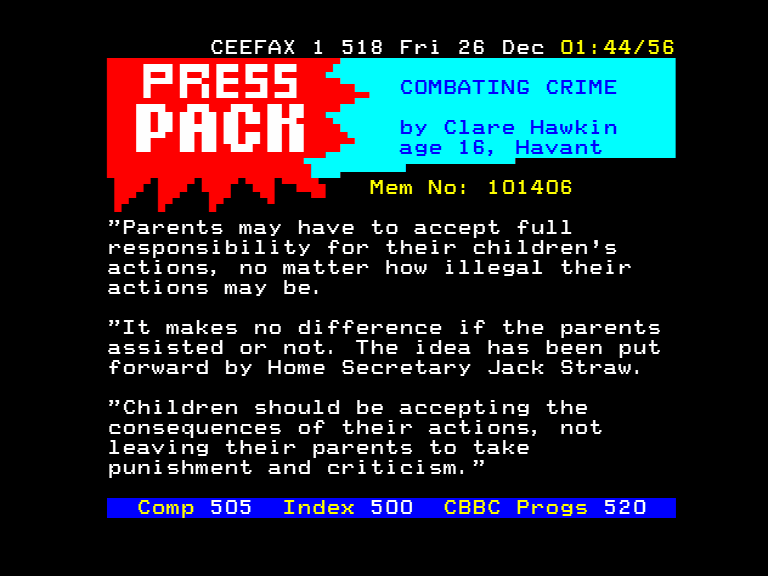 CEEFAX 1 518 Fri 26 Dec 01:44/56
PRESS
PACK
COMBATING CRIME
by Clare Hawkin
age 16, Havant
Mem No: 101406
”Parents may have to accept full
responsibility for their children's
actions, no matter how illegal their
actions may be.
”It makes no difference if the parents
assisted or not. The idea has been put
forward by Home Secretary Jack Straw.
”Children should be accepting the
consequences of their actions, not
leaving their parents to take
punishment and criticism.”
Comp 505 Index 500 CBBC Progs 520